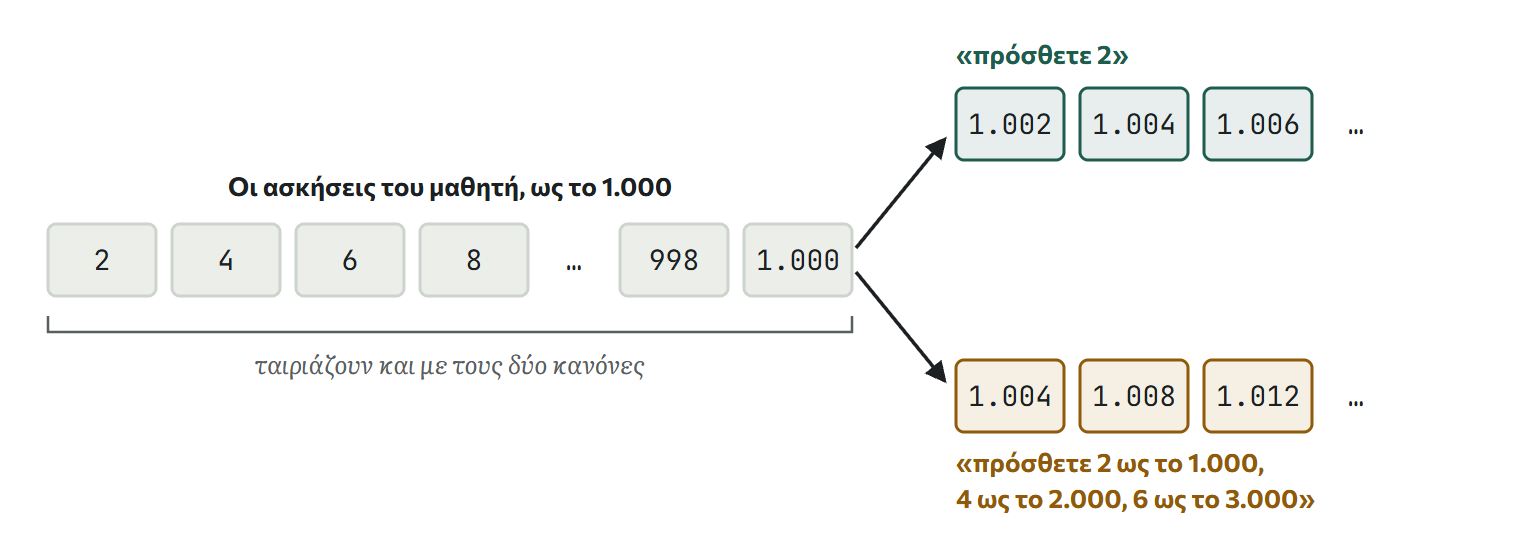 «πρόσθετε 2»
1.002 1.004 1.006 …
Οι ασκήσεις του μαθητή, ως το 1.000
2 4 6 8 … 998 1.000
ταιριάζουν και με τους δύο κανόνες
1.004 1.008 1.012 …
«πρόσθετε 2 ως το 1.000,
4 ως το 2.000, 6 ως το 3.000»